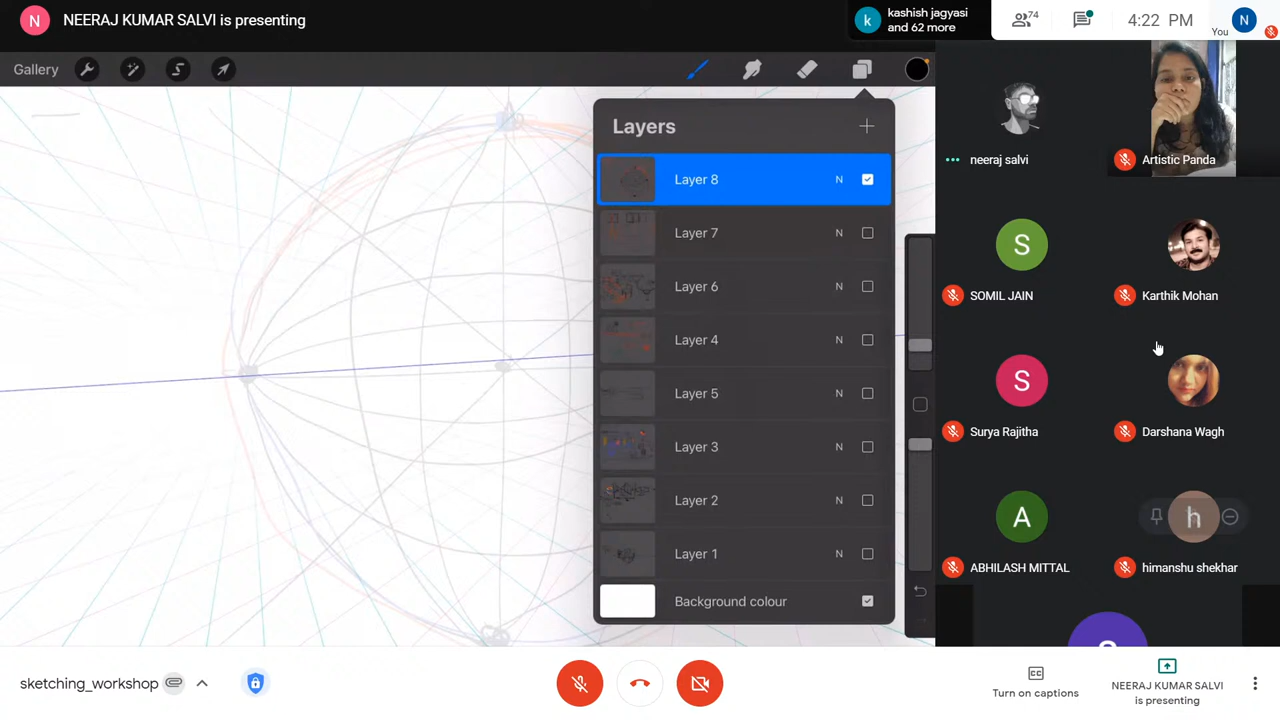 N
NEERAJ KUMAR SALVI is presenting
k
kashish jagyasi
and 62 more
74
4:22 PM
N
You
Gallery
Layers
Layer 8
N
Layer 7
N
Layer 6
N
Layer 4
N
Layer 5
N
Layer 3
N
Layer 2
N
Layer 1
N
Background colour
neeraj salvi
Artistic Panda
S
SOMIL JAIN
Karthik Mohan
S
Surya Rajitha
Darshana Wagh
A
ABHILASH MITTAL
h
himanshu shekhar
S
sketching_workshop
CC
Turn on captions
NEERAJ KUMAR SALVI
is presenting